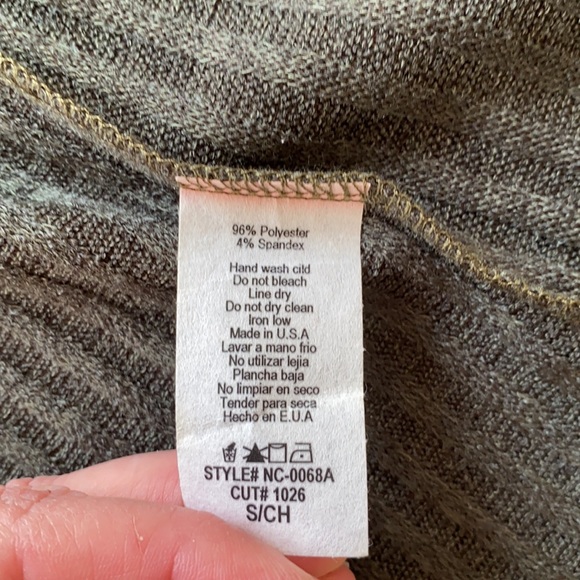 96% Polyester
4% Spandex
Hand wash cild
Do not bleach
Line dry
Do not dry clean
Iron low
Made in U.S.A
Lavar a mano frio
No utilizar lejia
Plancha baja
No limpiar en seco
Tender para seca
Hecho en E.U.A
STYLE# NC-0068A
CUT# 1026
S/CH